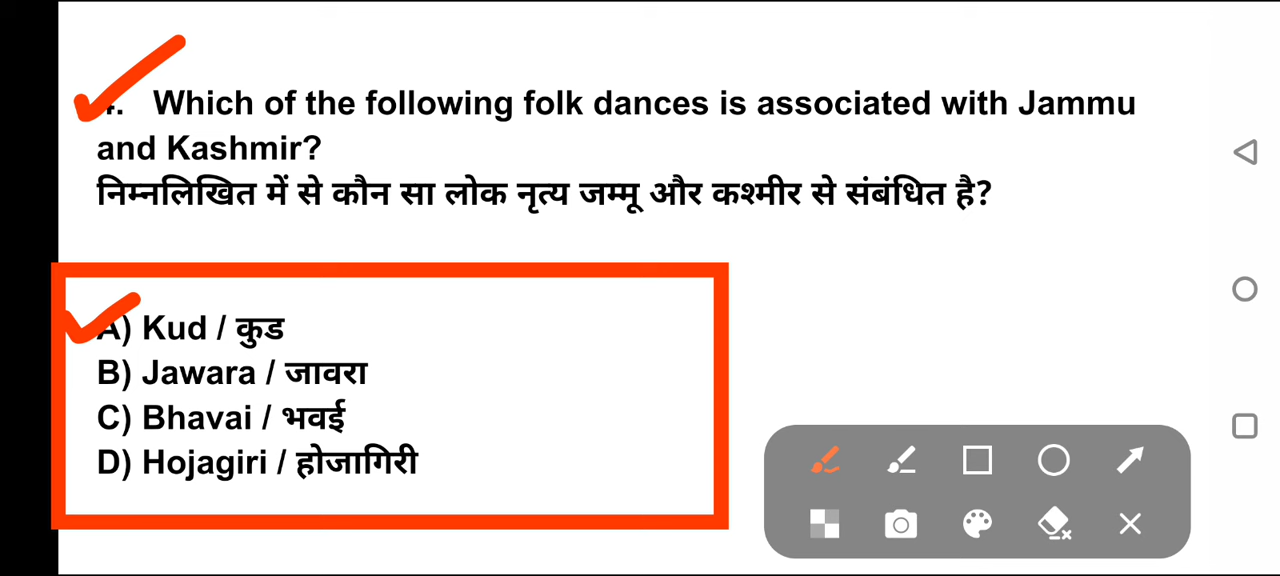 4. Which of the following folk dances is associated with Jammu
and Kashmir?
निम्नलिखित में से कौन सा लोक नृत्य जम्मू और कश्मीर से संबंधित है?
A) Kud / कुड
B) Jawara / जावरा
C) Bhavai / भवई
D) Hojagiri / होजागिरी